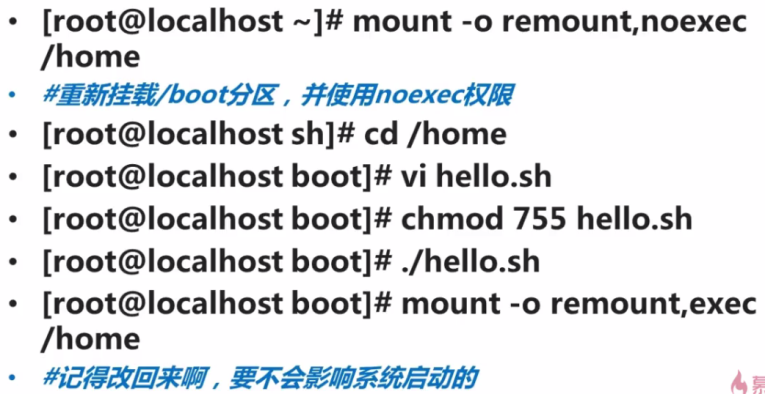 • [root@localhost ~]# mount -o remount,noexec
/home
• #重新挂载/boot分区，并使用noexec权限
• [root@localhost sh]# cd /home
• [root@localhost boot]# vi hello.sh
• [root@localhost boot]# chmod 755 hello.sh
• [root@localhost boot]# ./hello.sh
• [root@localhost boot]# mount -o remount,exec
/home
• #记得改回来啊，要不会影响系统启动的